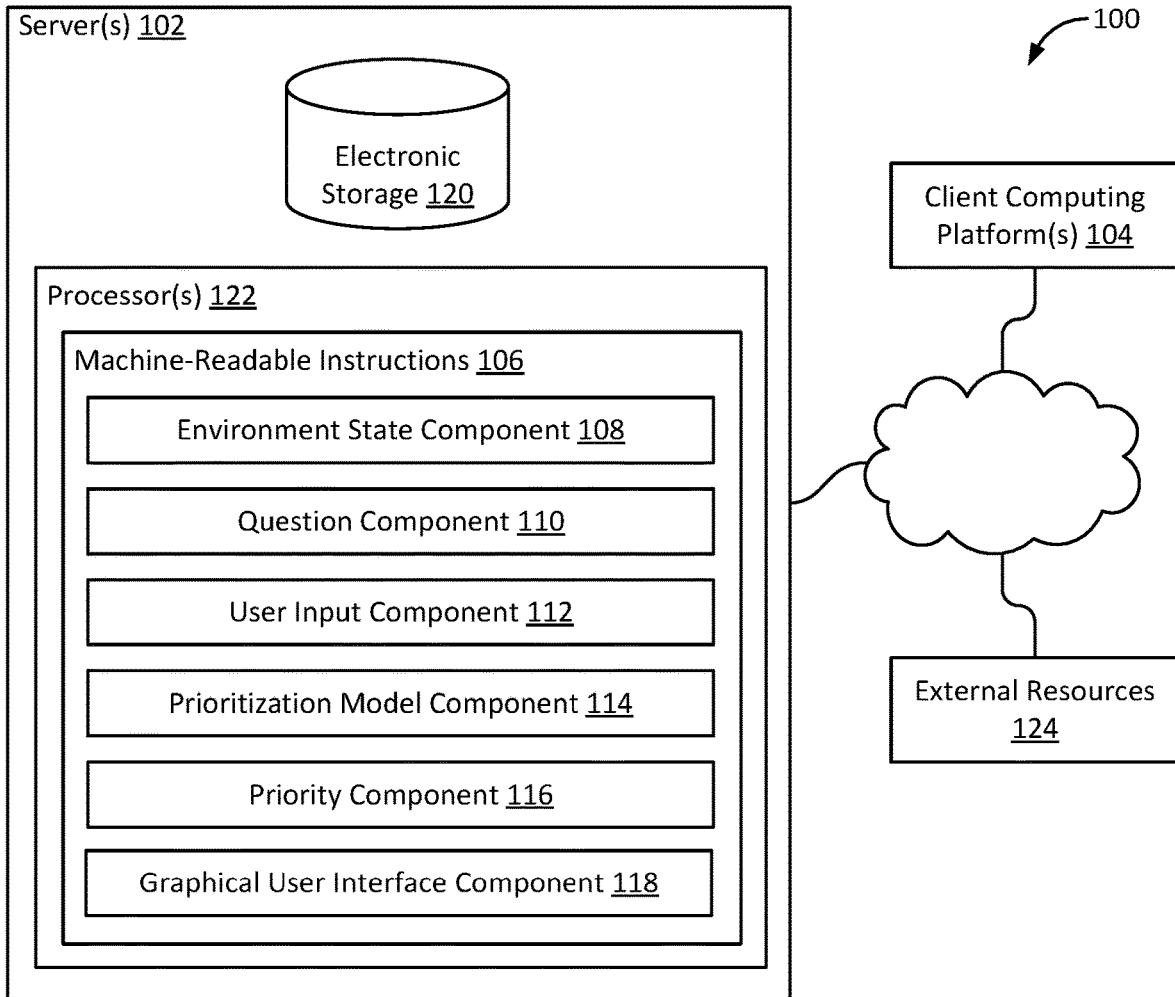 Server(s) 102
100
Electronic
Storage 120
Client Computing
Platform(s) 104
Processor(s) 122
Machine-Readable Instructions 106
Environment State Component 108
Question Component 110
User Input Component 112
Prioritization Model Component 114
Priority Component 116
Graphical User Interface Component 118
External Resources
124